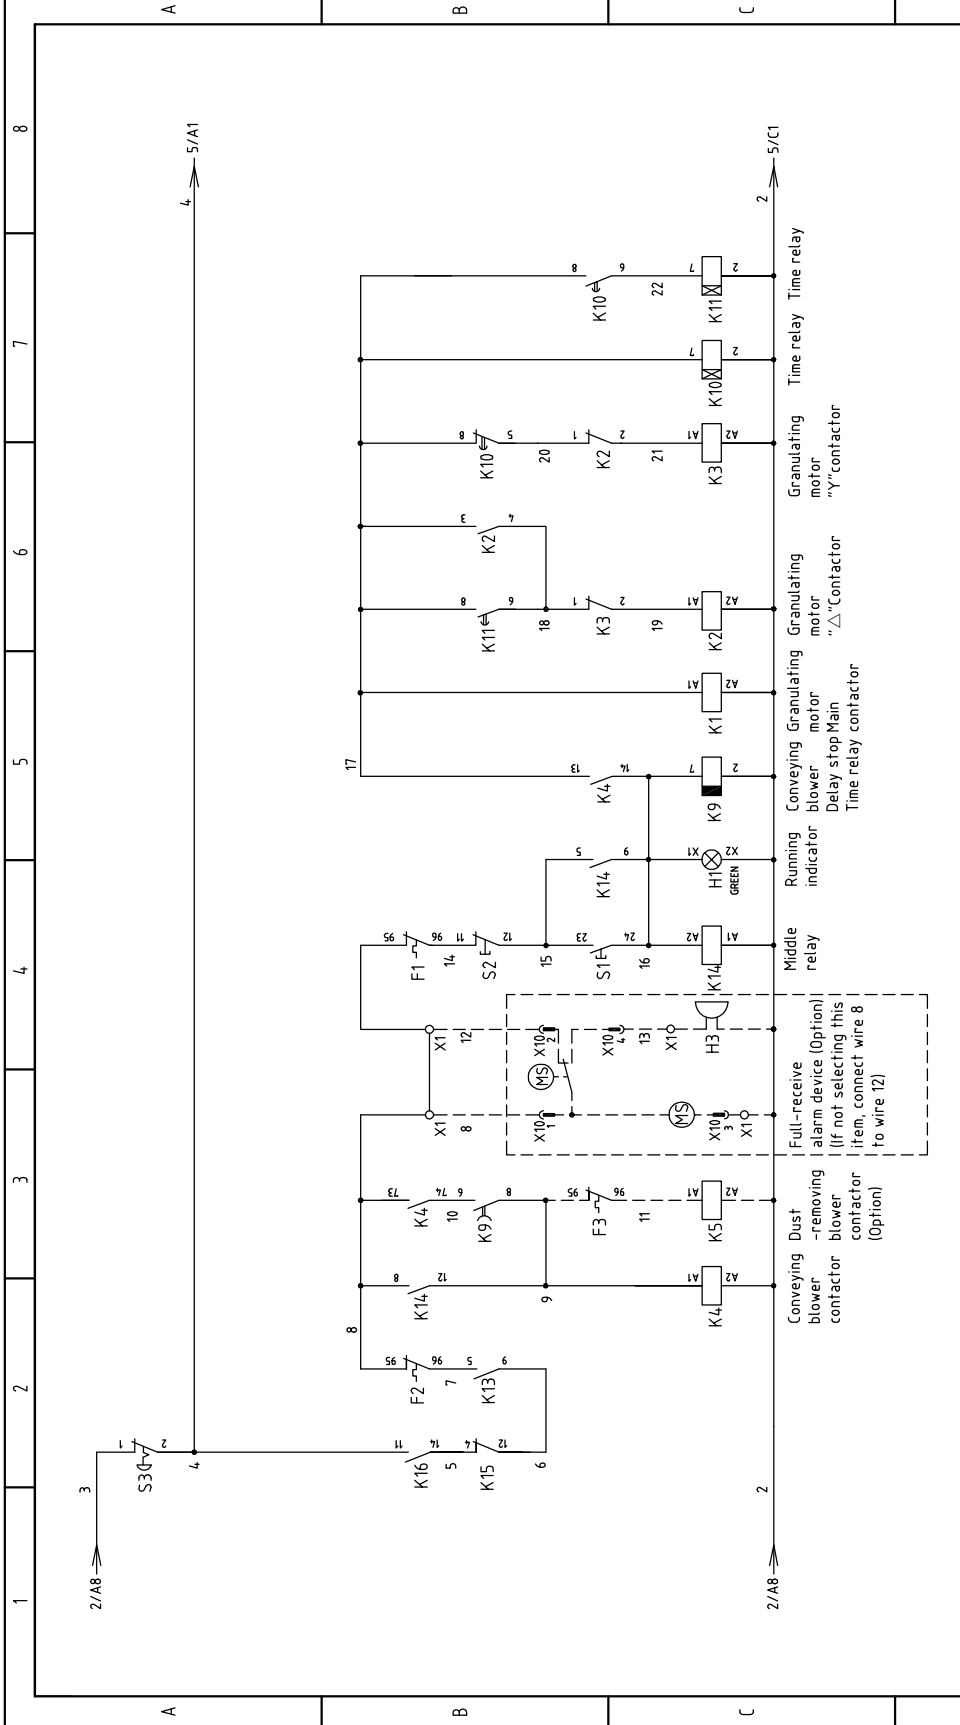 1
2
3
4
5
6
7
8
A
A
B
B
C
C
2/A8
3
1
S3
2
4
4
5/A1
11
K16
14
5
4
K15
12
6
95
F2
96
7
5
K13
9
8
8
K14
12
9
73
K4
74
10
6
K9
8
95
F3
96
11
X1
8
X10
1
MS
MS
X10
3
X1
X1
12
X10
2
X10
4
13
X1
H3
95
F1
96
14
11
S2
12
15
23
S1
24
16
5
K14
9
17
13
K4
14
8
K11
6
18
1
K3
2
19
3
K2
4
8
K10
5
20
1
K2
2
21
8
K10
6
22
A1
K4
A2
A1
K5
A2
A2
K14
A1
X1
H1
X2
GREEN
7
K9
2
A1
K1
A2
A1
K2
A2
A1
K3
A2
7
K10
2
7
K11
2
2/A8
2
2
5/C1
Conveying
blower
contactor
Dust
-removing
blower
contactor
(Option)
Full-receive
alarm device (Option)
(If not selecting this
item, connect wire 8
to wire 12)
Middle
relay
Running
indicator
Conveying Granulating
blower motor
Delay stop Main
Time relay contactor
Granulating
motor
"△"Contactor
Granulating
motor
"Y"contactor
Time relay
Time relay